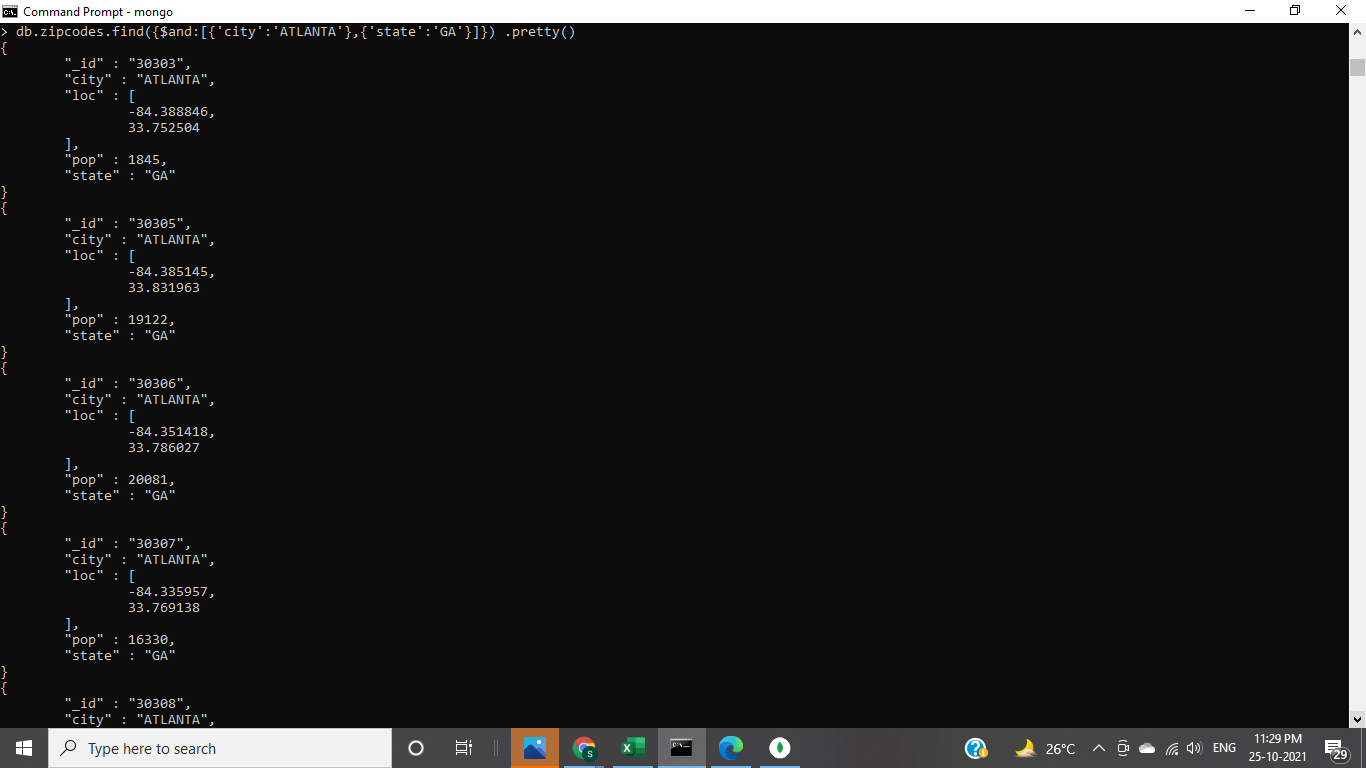 Command Prompt - mongo
> db.zipcodes.find({$and:[{'city':'ATLANTA'},{'state':'GA'}]}) .pretty()
{
"_id" : "30303",
"city" : "ATLANTA",
"loc" : [
-84.388846,
33.752504
],
"pop" : 1845,
"state" : "GA"
}
{
"_id" : "30305",
"city" : "ATLANTA",
"loc" : [
-84.385145,
33.831963
],
"pop" : 19122,
"state" : "GA"
}
{
"_id" : "30306",
"city" : "ATLANTA",
"loc" : [
-84.351418,
33.786027
],
"pop" : 20081,
"state" : "GA"
}
{
"_id" : "30307",
"city" : "ATLANTA",
"loc" : [
-84.335957,
33.769138
],
"pop" : 16330,
"state" : "GA"
}
{
"_id" : "30308",
"city" : "ATLANTA",
Type here to search
26°C
ENG
11:29 PM
25-10-2021
29